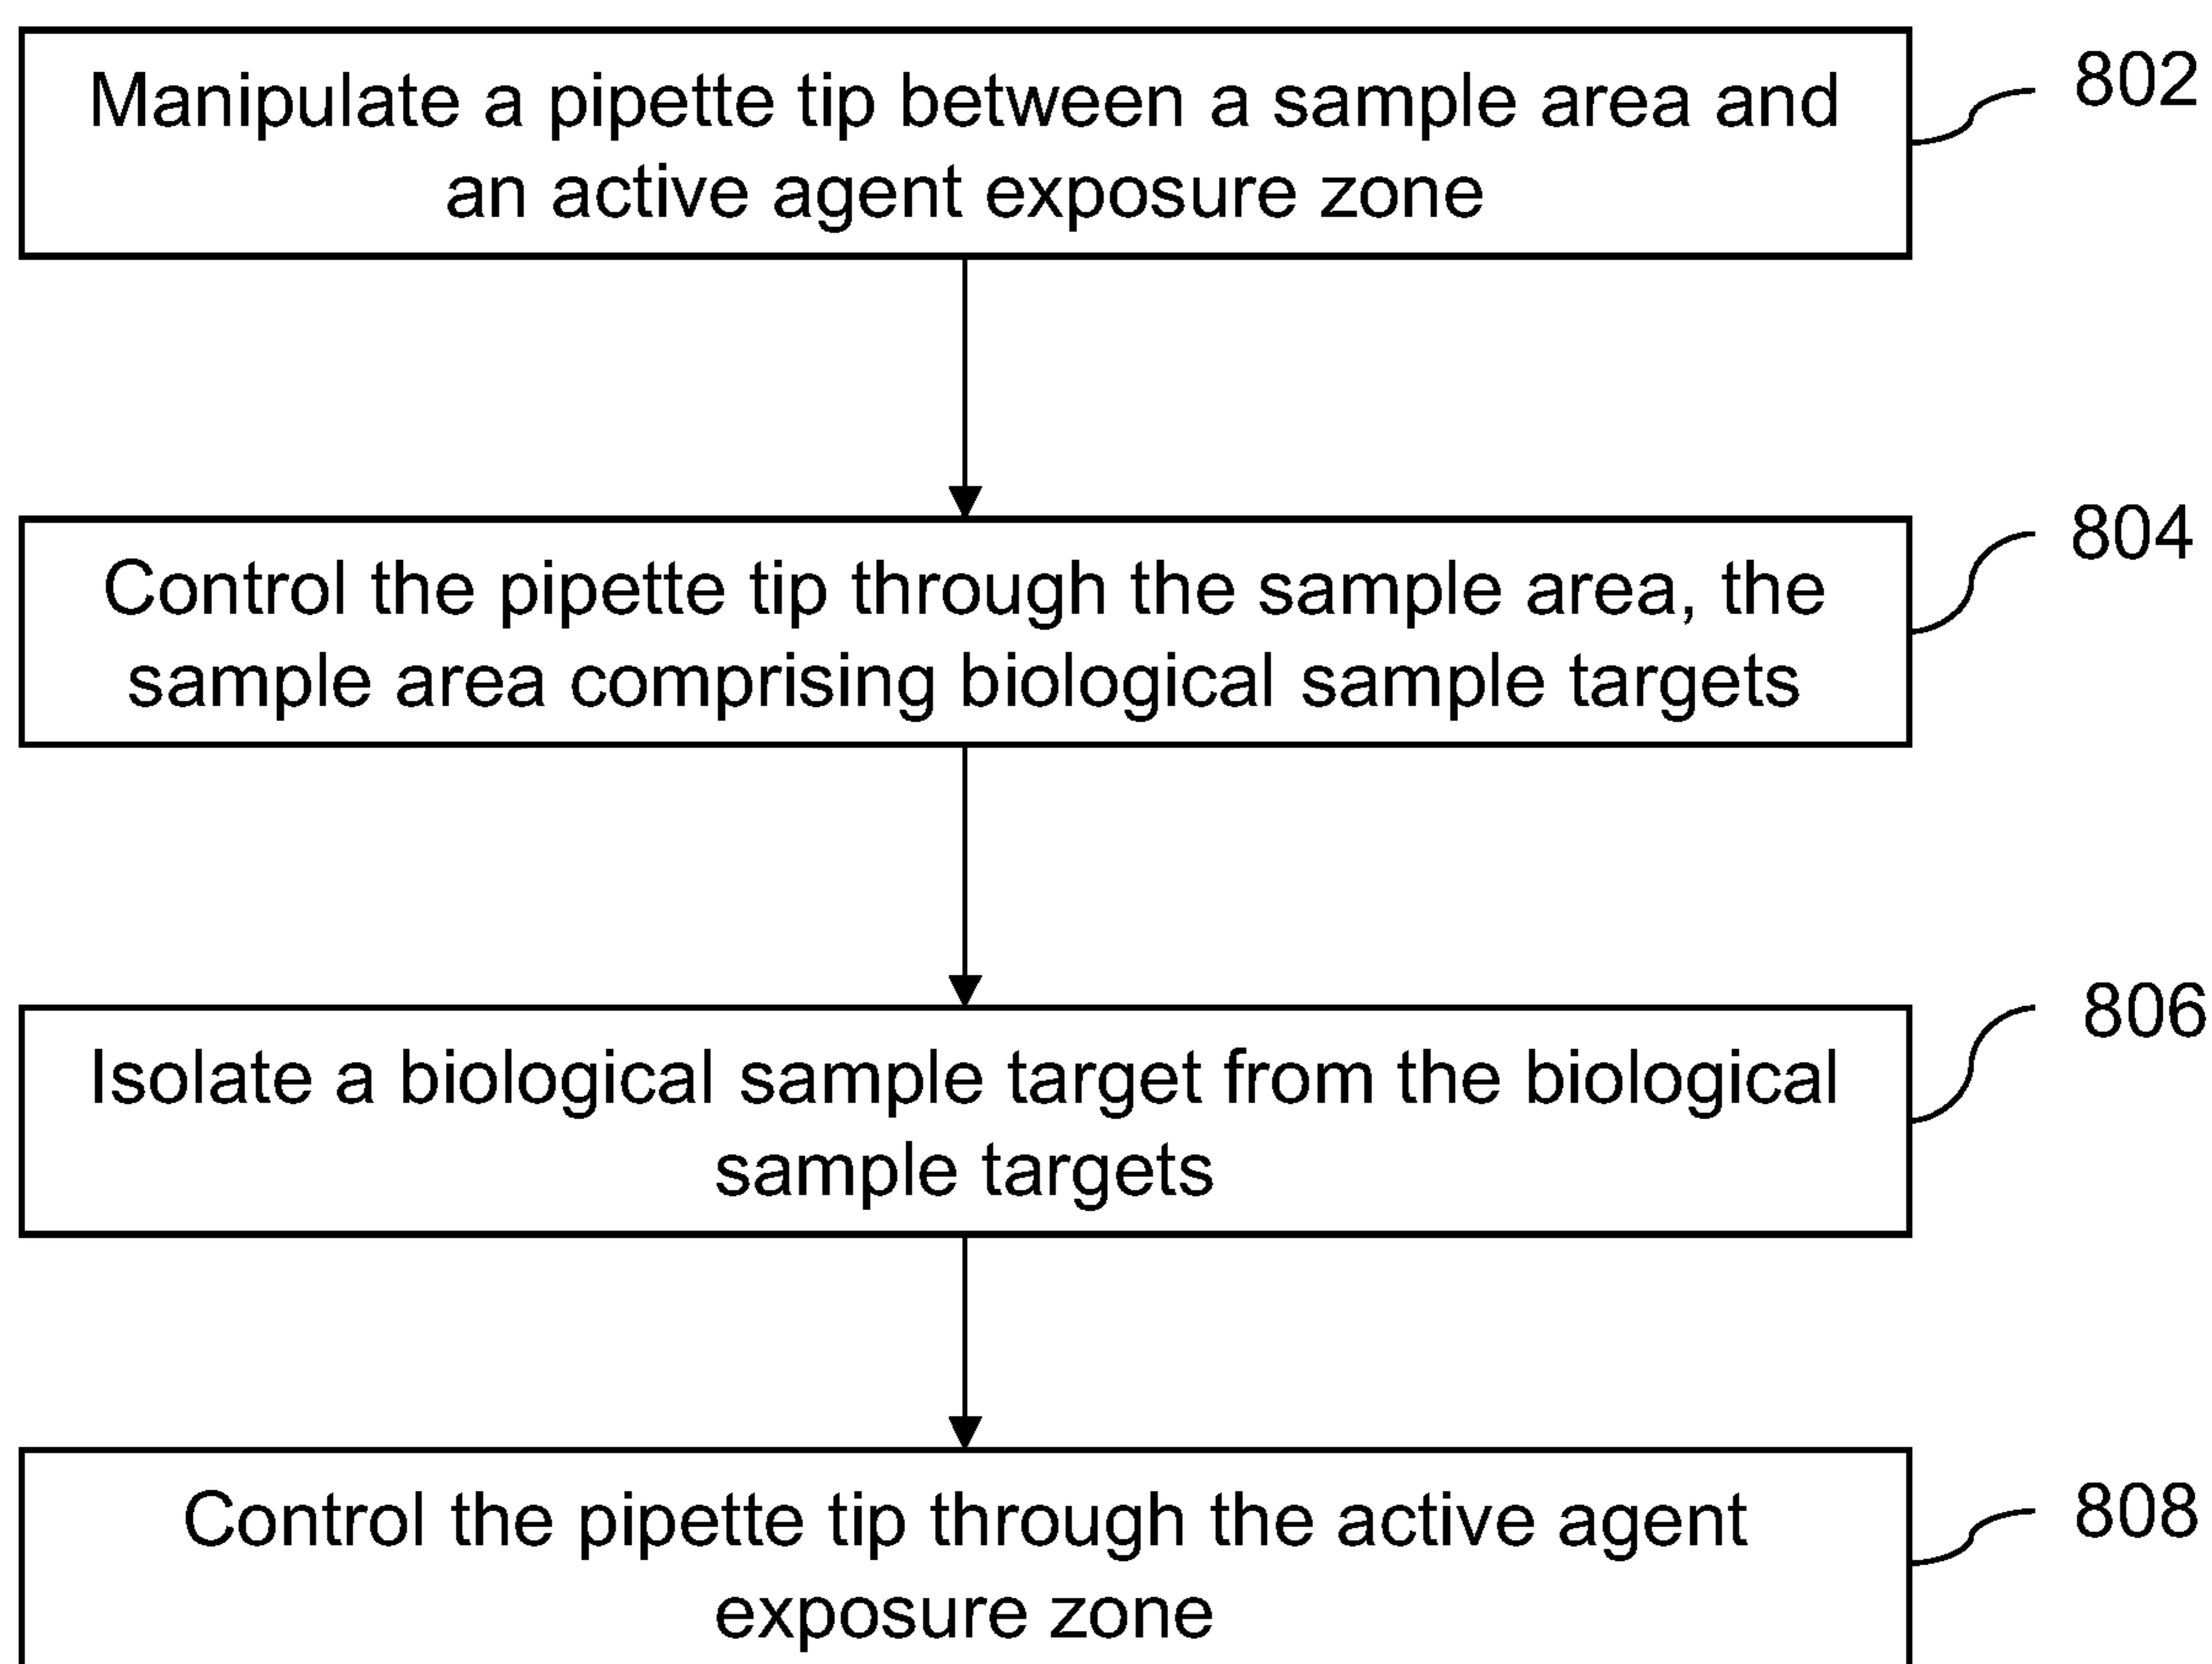 Manipulate a pipette tip between a sample area and
an active agent exposure zone
802
Control the pipette tip through the sample area, the
sample area comprising biological sample targets
804
Isolate a biological sample target from the biological
sample targets
806
Control the pipette tip through the active agent
exposure zone
808